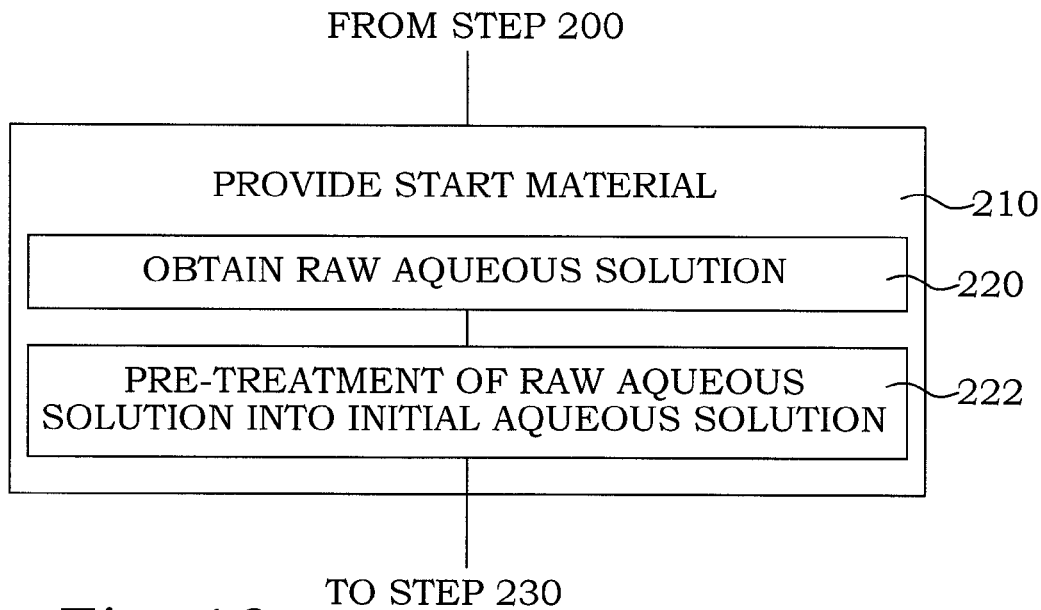 FROM STEP 200
PROVIDE START MATERIAL
210
OBTAIN RAW AQUEOUS SOLUTION
220
PRE-TREATMENT OF RAW AQUEOUS
SOLUTION INTO INITIAL AQUEOUS SOLUTION
222
TO STEP 230